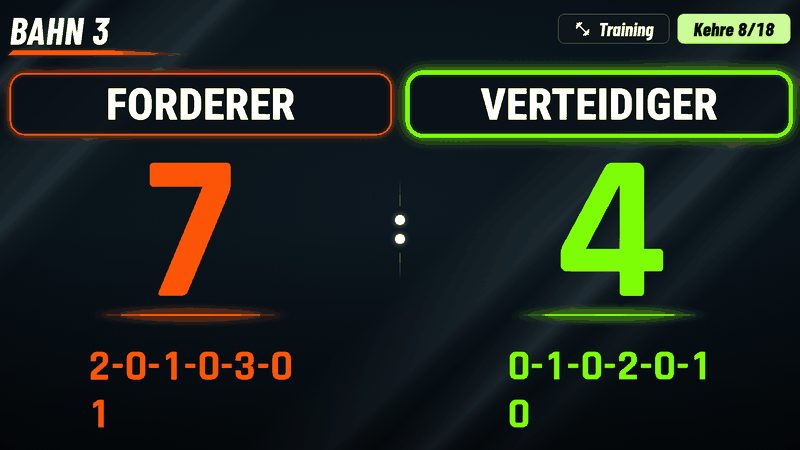 BAHN 3
Training
Kehre 8/18
FORDERER
VERTEIDIGER
7 : 4
2-0-1-0-3-0
1
0-1-0-2-0-1
0